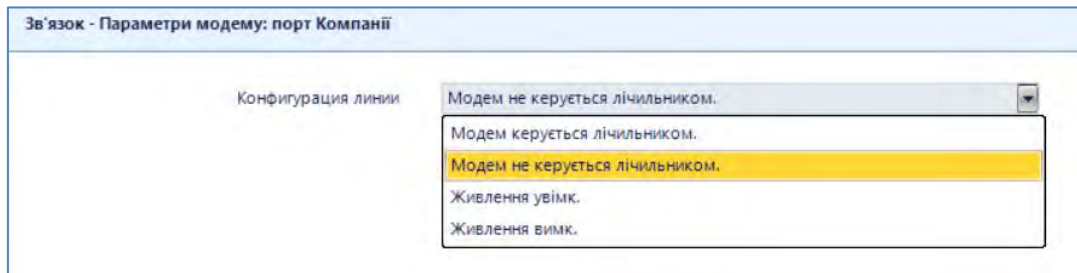 Зв'язок - Параметри модему: порт Компанії
Конфигурация линии Модем не керується лічильником.
Модем керується лічильником.
Модем не керується лічильником.
Живлення увімк.
Живлення вимк.